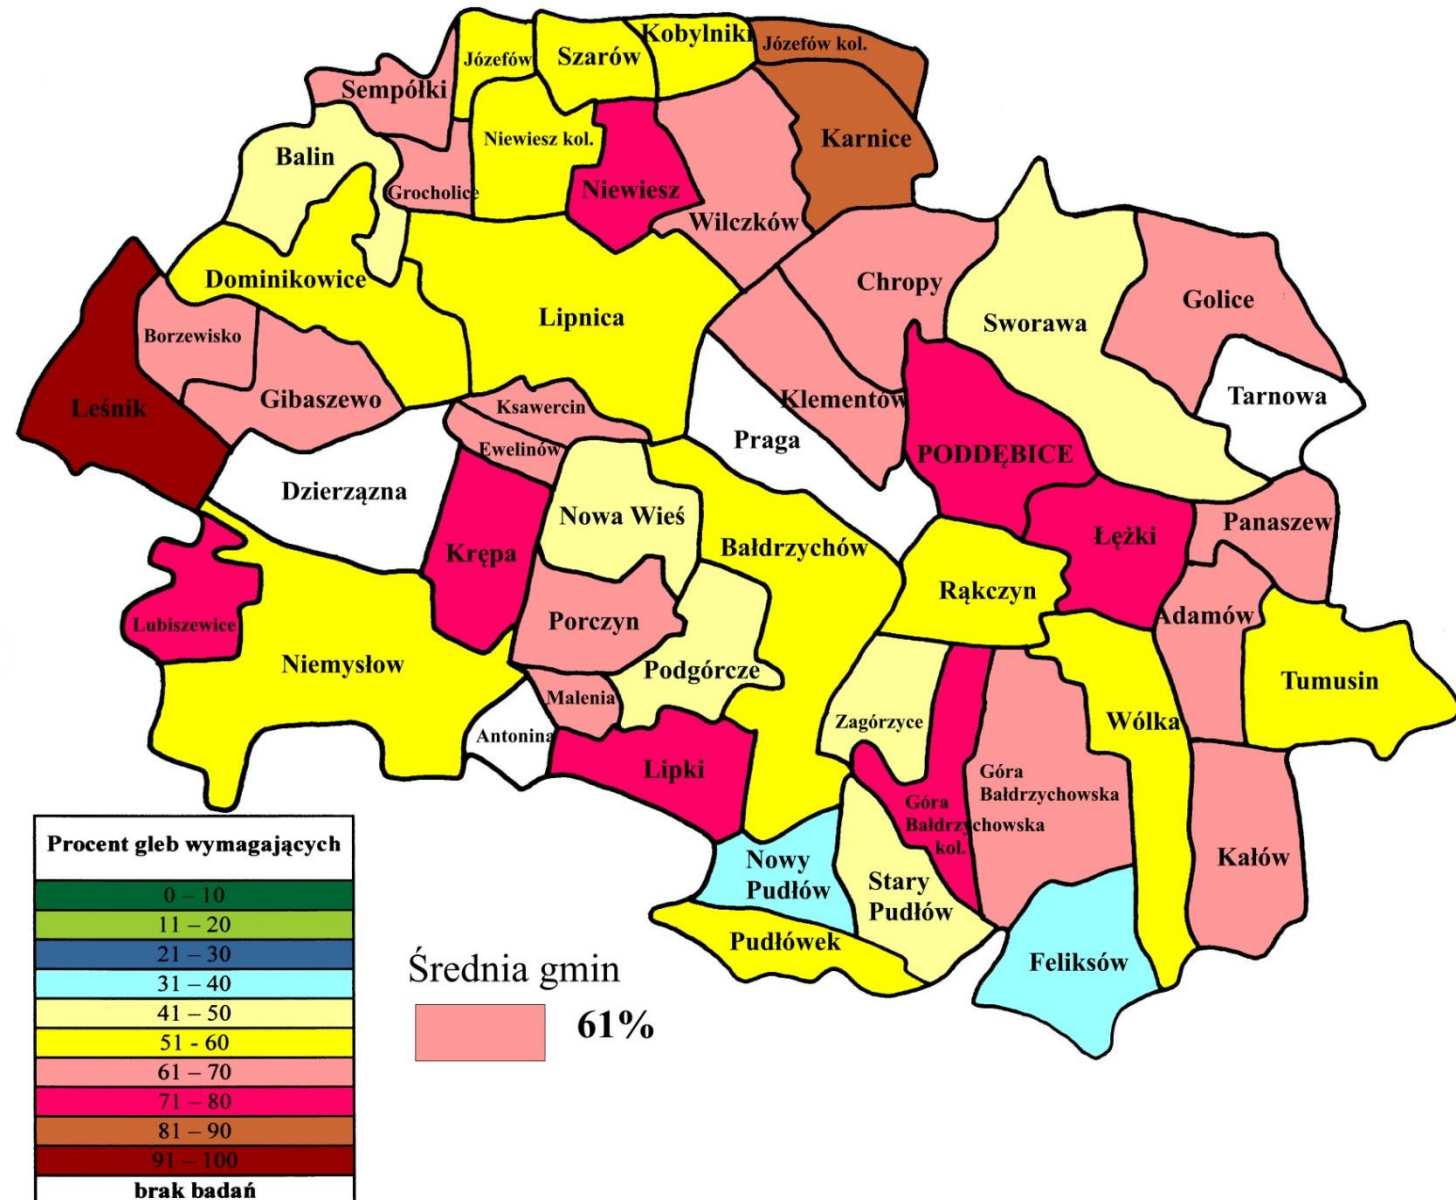 Kobylniki
Józefów kol.
Józefów
Szarów
Sempółki
Niewiesz kol.
Karnice
Balin
Grocholice
Niewiesz
Wilczków
Dominikowice
Chropy
Golice
Lipnica
Sworawa
Borzewisko
Leśnik
Gibaszewo
Ksawercin
Klementów
Tarnowa
Praga
Ewelinów
PODDĘBICE
Dzierzązna
Nowa Wieś
Panaszew
Krępa
Bałdrzychów
Łężki
Rąkczyn
Lubiszewice
Porczyn
Adamów
Niemysłow
Podgórcze
Tumusin
Malenia
Antonina
Zagórzyce
Wólka
Lipki
Góra
Bałdrzychowska
Góra
Bałdrzychowska
kol.
Nowy
Pudłów
Stary
Pudłów
Kałów
Pudłówek
Feliksów
Procent gleb wymagających
0 – 10
11 – 20
21 – 30
31 – 40
41 – 50
51 - 60
61 – 70
71 – 80
81 – 90
91 – 100
brak badań
Średnia gmin
61%